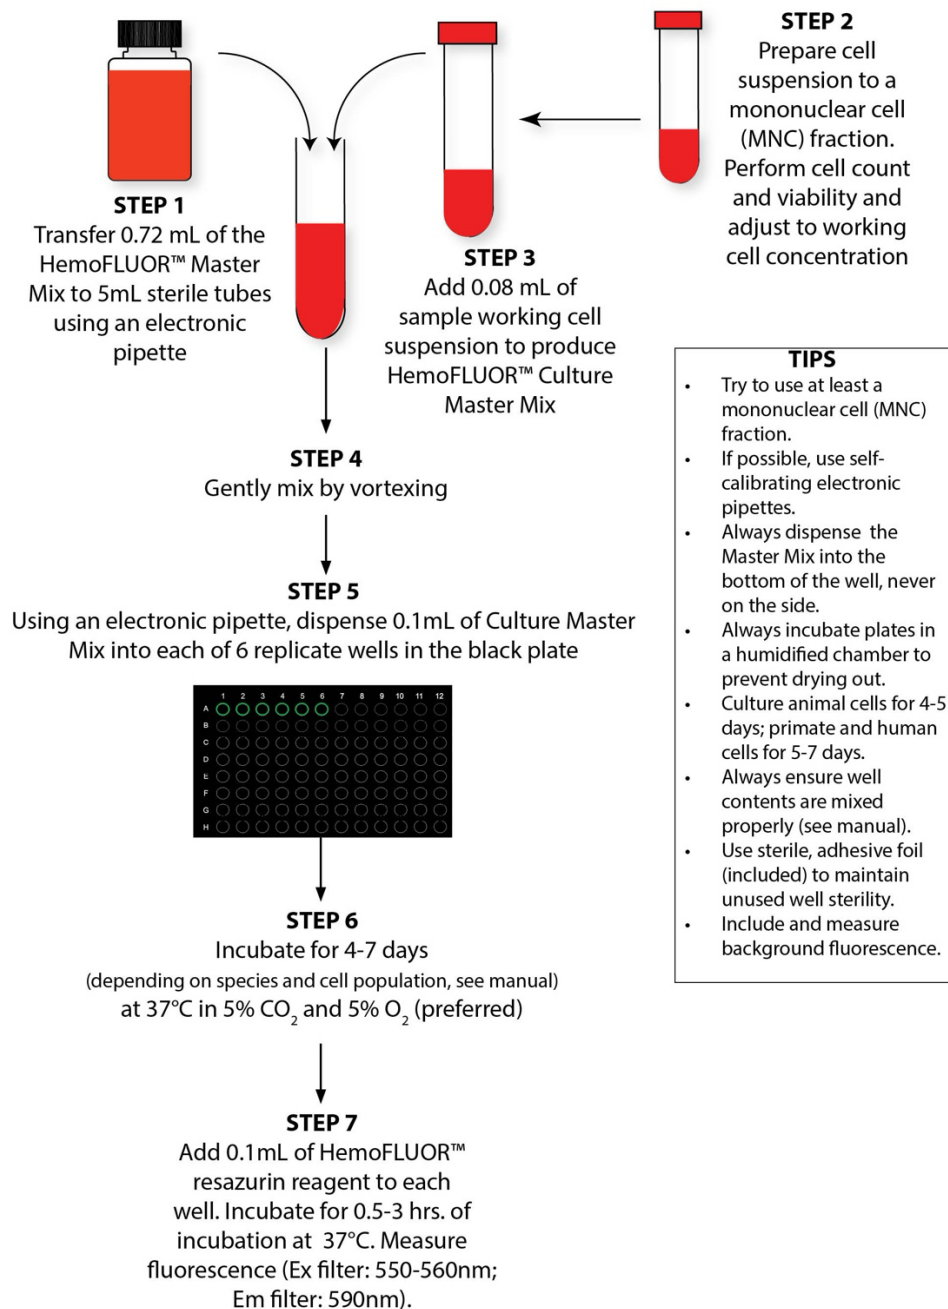 STEP 1
Transfer 0.72 mL of the
HemoFLUOR™ Master
Mix to 5mL sterile tubes
using an electronic
pipette
STEP 2
Prepare cell
suspension to a
mononuclear cell
(MNC) fraction.
Perform cell count
and viability and
adjust to working
cell concentration
STEP 3
Add 0.08 mL of
sample working cell
suspension to produce
HemoFLUOR™ Culture
Master Mix
STEP 4
Gently mix by vortexing
STEP 5
Using an electronic pipette, dispense 0.1mL of Culture Master
Mix into each of 6 replicate wells in the black plate
1 2 3 4 5 6 7 8 9 10 11 12
A
B
C
D
E
F
G
H
STEP 6
Incubate for 4-7 days
(depending on species and cell population, see manual)
at 37°C in 5% CO₂ and 5% O₂ (preferred)
STEP 7
Add 0.1mL of HemoFLUOR™
resazurin reagent to each
well. Incubate for 0.5-3 hrs. of
incubation at 37°C. Measure
fluorescence (Ex filter: 550-560nm;
Em filter: 590nm).
TIPS
• Try to use at least a
mononuclear cell (MNC)
fraction.
• If possible, use self-
calibrating electronic
pipettes.
• Always dispense the
Master Mix into the
bottom of the well, never
on the side.
• Always incubate plates in
a humidified chamber to
prevent drying out.
• Culture animal cells for 4-5
days; primate and human
cells for 5-7 days.
• Always ensure well
contents are mixed
properly (see manual).
• Use sterile, adhesive foil
(included) to maintain
unused well sterility.
• Include and measure
background fluorescence.